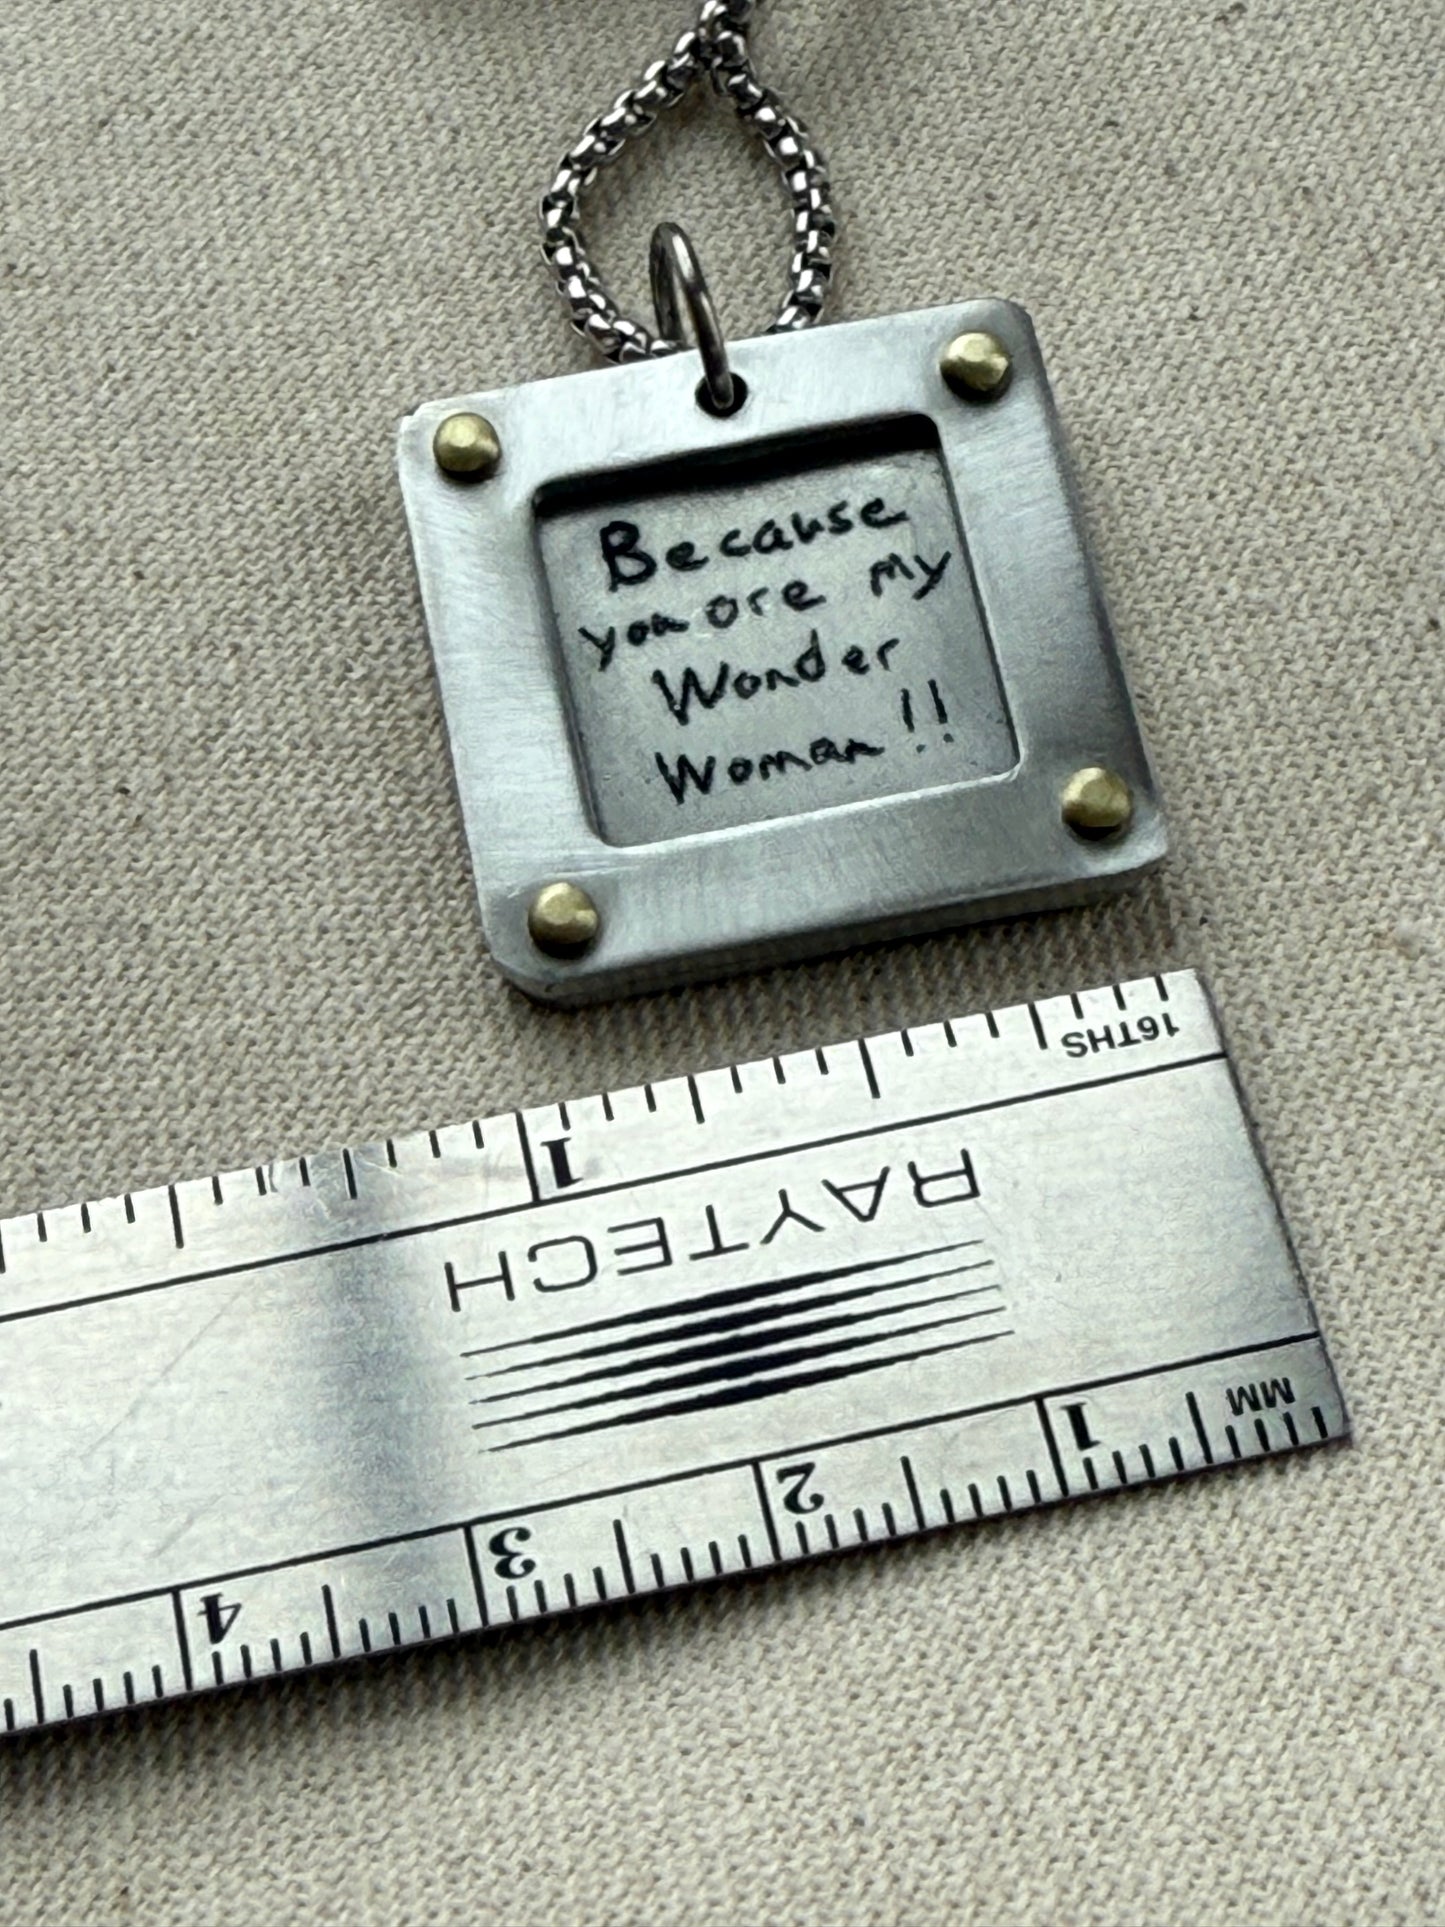 Because
you are my
Wonder
Woman!!
16THS
1
RAYTECH
MM
1
2
3
4